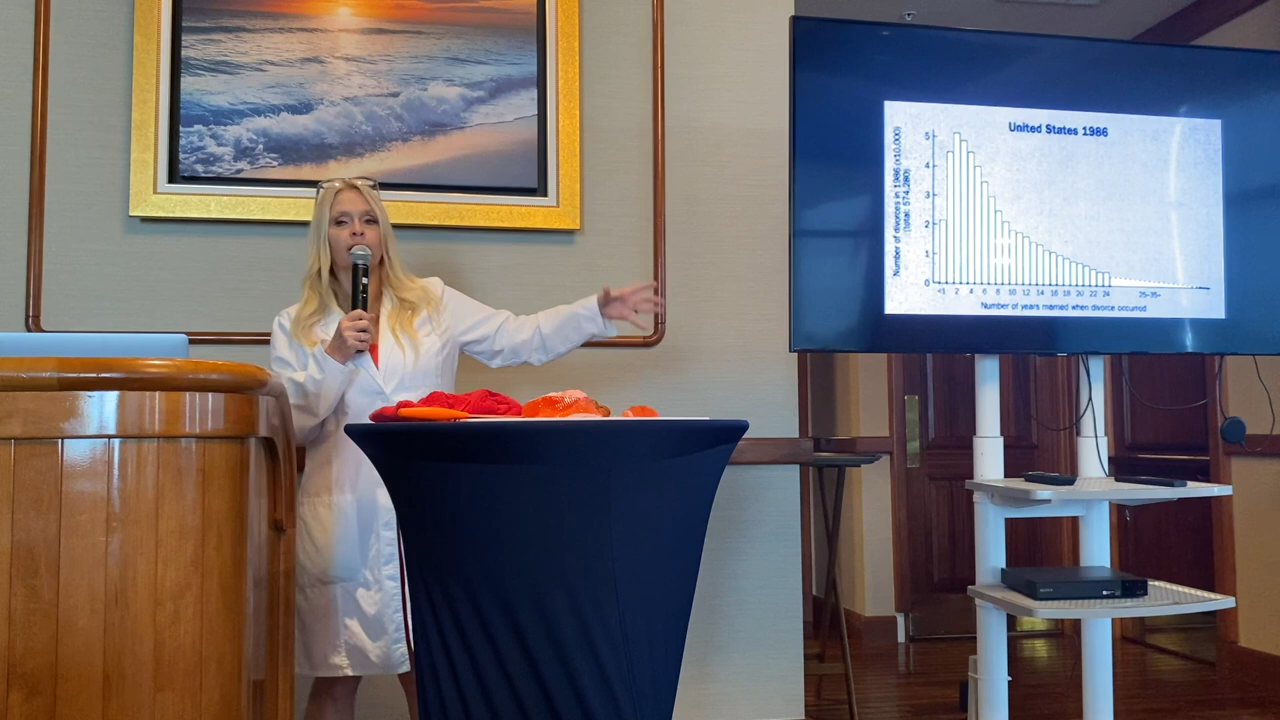 United States 1986
Number of divorces in 1986 (x10,000)
(total: 574,280)
5
4
3
2
1
0
<1 2 4 6 8 10 12 14 16 18 20 22 24 25-35+
Number of years married when divorce occurred